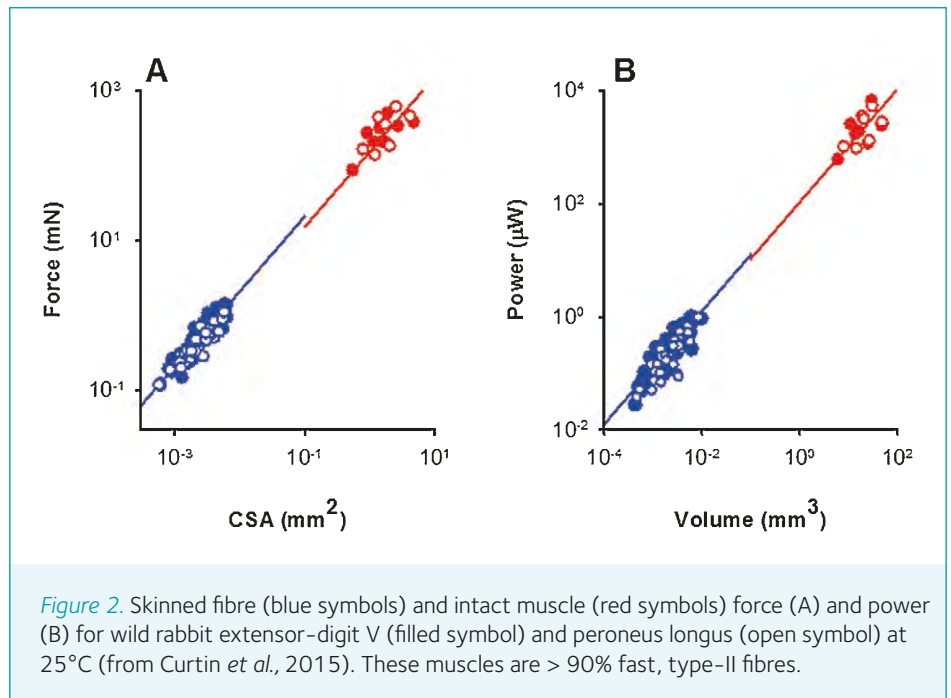 A
B
10³
10¹
10⁻¹
Force (mN)
10⁻³
10⁻¹
10¹
CSA (mm²)
10⁴
10²
10⁰
10⁻²
Power (µW)
10⁻⁴
10⁻²
10⁰
10²
Volume (mm³)
Figure 2. Skinned fibre (blue symbols) and intact muscle (red symbols) force (A) and power
(B) for wild rabbit extensor-digit V (filled symbol) and peroneus longus (open symbol) at
25°C (from Curtin et al., 2015). These muscles are > 90% fast, type-II fibres.